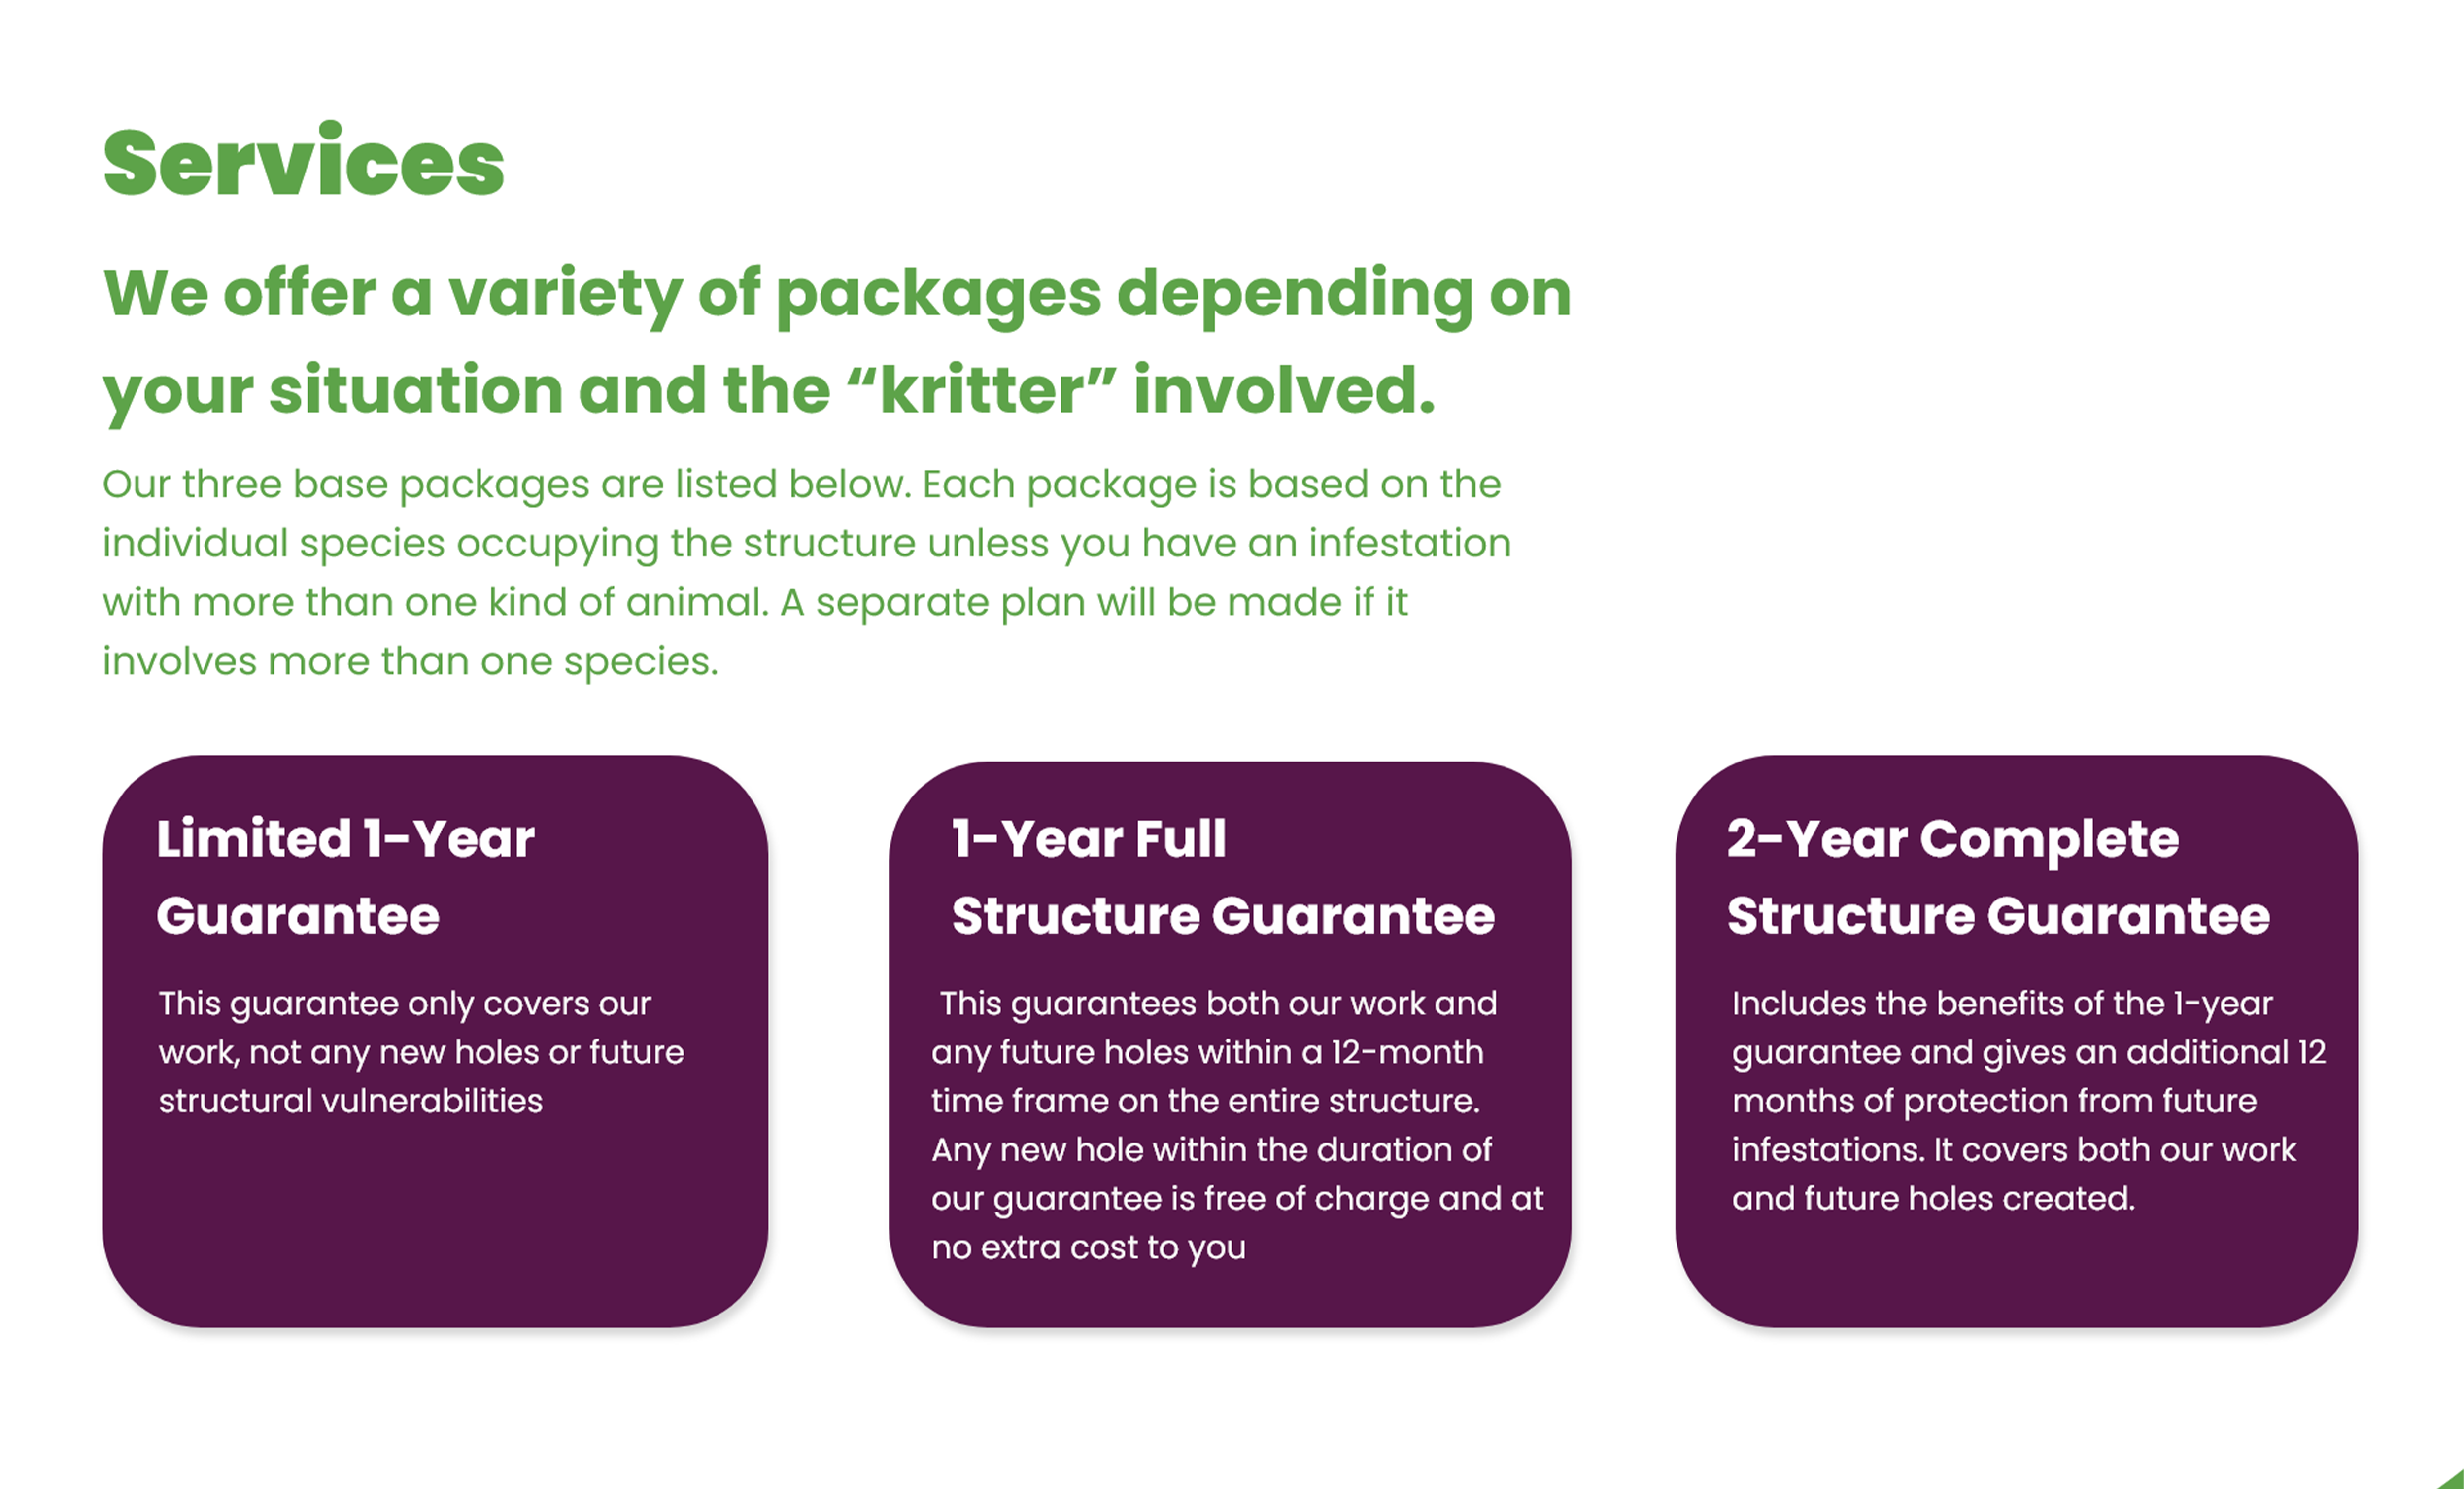 Services
We offer a variety of packages depending on
your situation and the “kritter” involved.
Our three base packages are listed below. Each package is based on the
individual species occupying the structure unless you have an infestation
with more than one kind of animal. A separate plan will be made if it
involves more than one species.
Limited 1-Year
Guarantee
This guarantee only covers our
work, not any new holes or future
structural vulnerabilities
1-Year Full
Structure Guarantee
This guarantees both our work and
any future holes within a 12-month
time frame on the entire structure.
Any new hole within the duration of
our guarantee is free of charge and at
no extra cost to you
2-Year Complete
Structure Guarantee
Includes the benefits of the 1-year
guarantee and gives an additional 12
months of protection from future
infestations. It covers both our work
and future holes created.